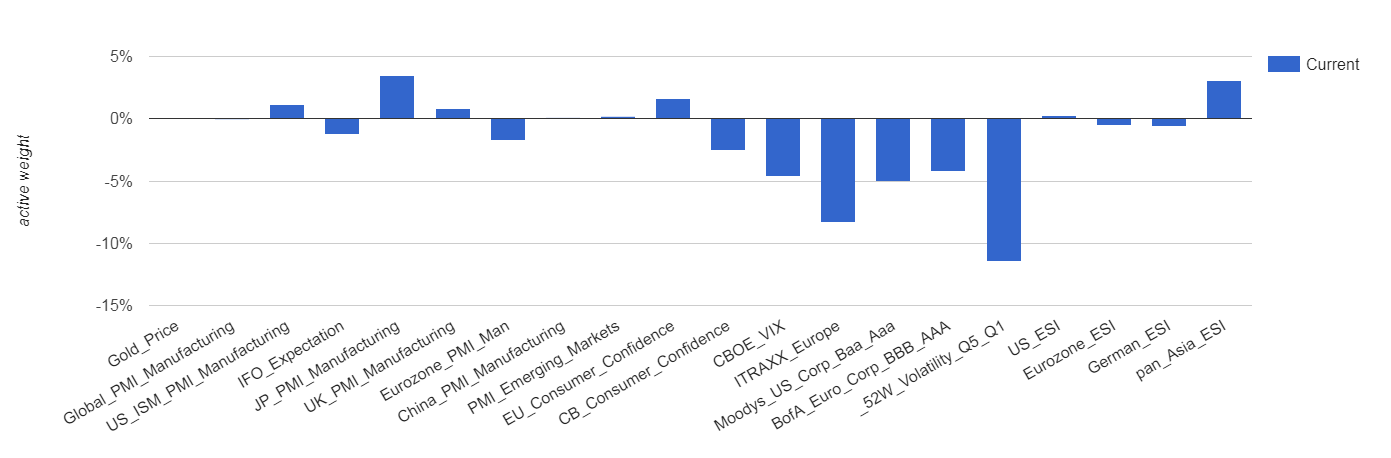 5%
0%
-5%
-10%
-15%
active weight
Current
Gold_Price
Global_PMI_Manufacturing
US_ISM_PMI_Manufacturing
IFO_Expectation
JP_PMI_Manufacturing
UK_PMI_Manufacturing
Eurozone_PMI_Man
China_PMI_Manufacturing
PMI_Emerging_Markets
EU_Consumer_Confidence
CB_Consumer_Confidence
CBOE_VIX
ITRAXX_Europe
Moodys_US_Corp_Baa_Aaa
BofA_Euro_Corp_BBB_AAA
_52W_Volatility_Q5_Q1
US_ESI
Eurozone_ESI
German_ESI
pan_Asia_ESI